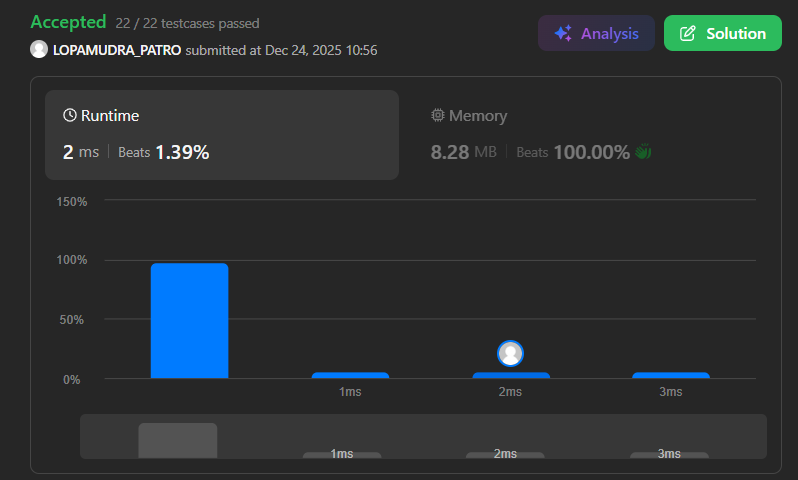 Accepted 22 / 22 testcases passed
LOPAMUDRA_PATRO submitted at Dec 24, 2025 10:56
Analysis
Solution
Runtime
2 ms Beats 1.39%
Memory
8.28 MB Beats 100.00%
150%
100%
50%
0%
1ms 2ms 3ms
1ms 2ms 3ms